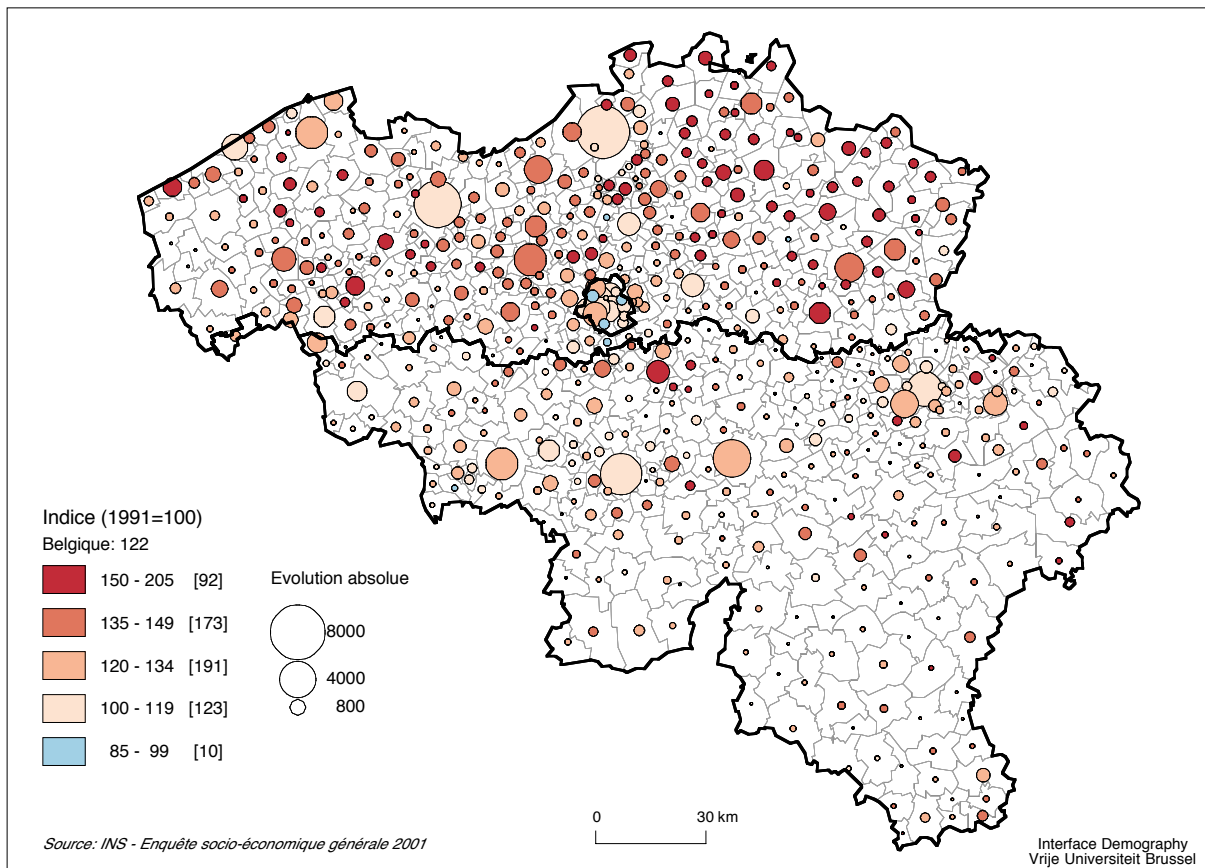 Indice (1991=100)
Belgique: 122
150 - 205 [92]
135 - 149 [173]
120 - 134 [191]
100 - 119 [123]
85 - 99 [10]
Evolution absolue
8000
4000
800
0 30 km
Source: INS - Enquête socio-économique générale 2001
Interface Demography
Vrije Universiteit Brussel